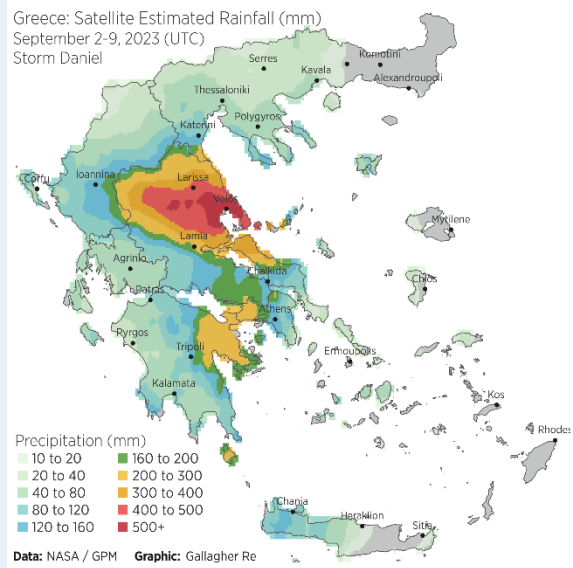 Greece: Satellite Estimated Rainfall (mm)
September 2-9, 2023 (UTC)
Storm Daniel
Serres
Komotini
Kavala
Alexandroupoli
Thessaloniki
Polygyros
Katerini
Corfu
Ioannina
Larissa
Volos
Mytilene
Lamia
Agrinio
Chalkida
Chios
Patras
Athens
Pyrgos
Tripoli
Ermoupolis
Kalamata
Kos
Rhodes
Precipitation (mm)
10 to 20
20 to 40
40 to 80
80 to 120
120 to 160
160 to 200
200 to 300
300 to 400
400 to 500
500+
Chania
Heraklion
Sitia
Data: NASA / GPM Graphic: Gallagher Re